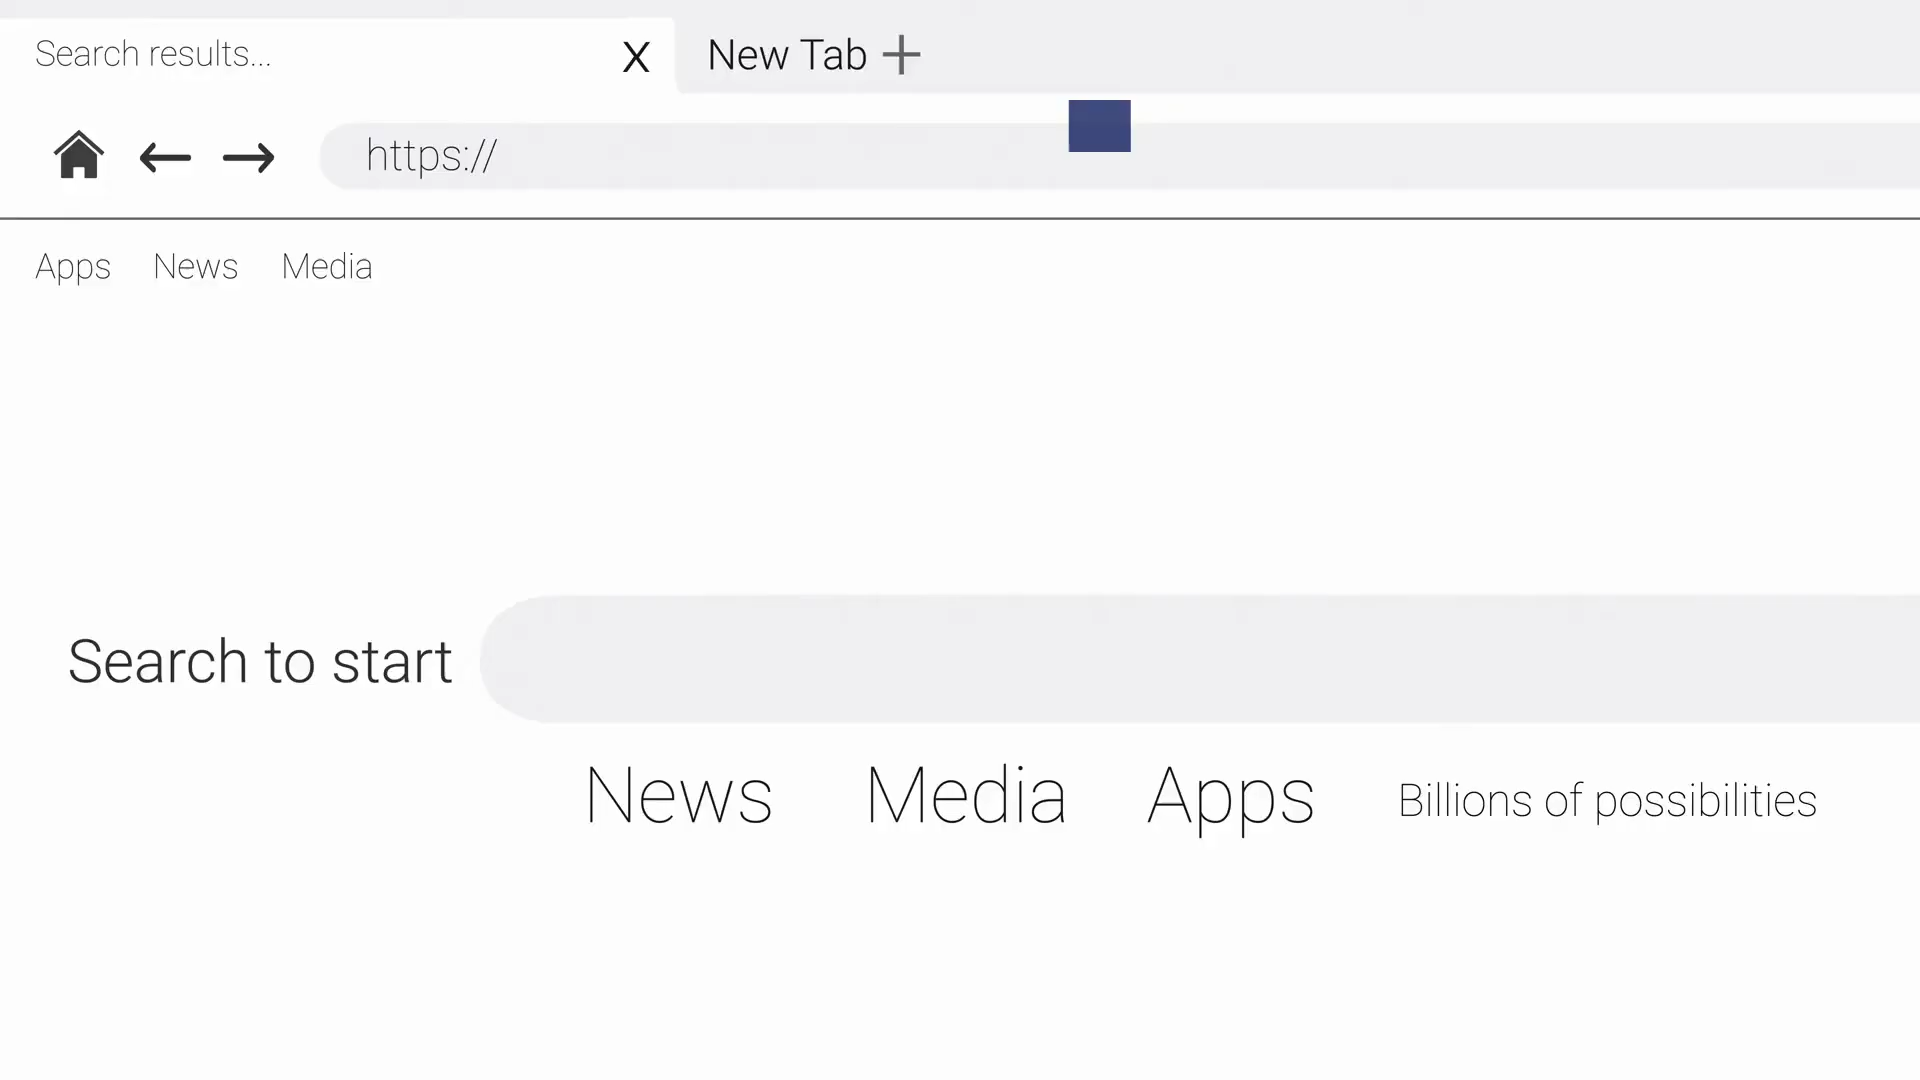 Search results...
X
New Tab +
https://
Apps News Media
Search to start
News Media Apps Billions of possibilities